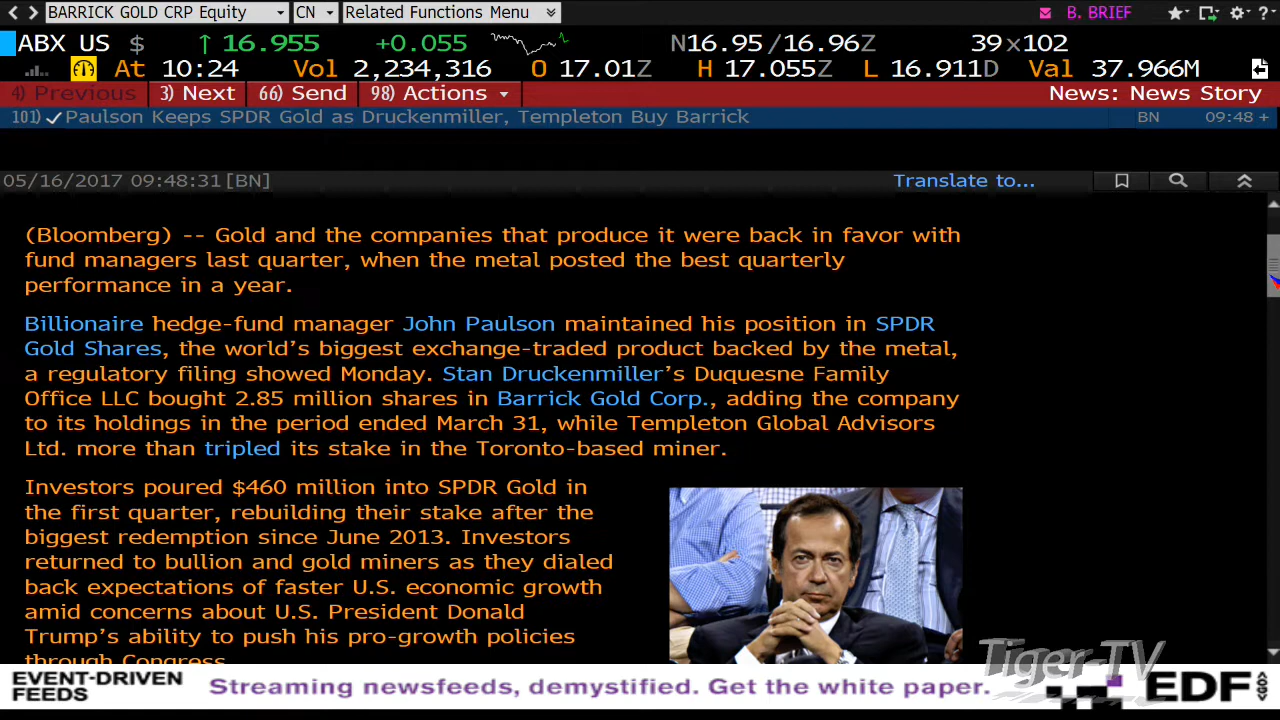 BARRICK GOLD CRP Equity CN Related Functions Menu B. BRIEF
ABX US $ ↑ 16.955 +0.055 N16.95/16.96Z 39x102
At 10:24 Vol 2,234,316 O 17.01Z H 17.055Z L 16.911D Val 37.966M
4) Previous 3) Next 66) Send 98) Actions News: News Story
101) Paulson Keeps SPDR Gold as Druckenmiller, Templeton Buy Barrick BN 09:48 +
05/16/2017 09:48:31 [BN] Translate to...
(Bloomberg) -- Gold and the companies that produce it were back in favor with
fund managers last quarter, when the metal posted the best quarterly
performance in a year.
Billionaire hedge-fund manager John Paulson maintained his position in SPDR
Gold Shares, the world's biggest exchange-traded product backed by the metal,
a regulatory filing showed Monday. Stan Druckenmiller's Duquesne Family
Office LLC bought 2.85 million shares in Barrick Gold Corp., adding the company
to its holdings in the period ended March 31, while Templeton Global Advisors
Ltd. more than tripled its stake in the Toronto-based miner.
Investors poured $460 million into SPDR Gold in
the first quarter, rebuilding their stake after the
biggest redemption since June 2013. Investors
returned to bullion and gold miners as they dialed
back expectations of faster U.S. economic growth
amid concerns about U.S. President Donald
Trump's ability to push his pro-growth policies
through Congress
Tiger-TV
EVENT-DRIVEN
FEEDS
Streaming newsfeeds, demystified. Get the white paper.
EDF